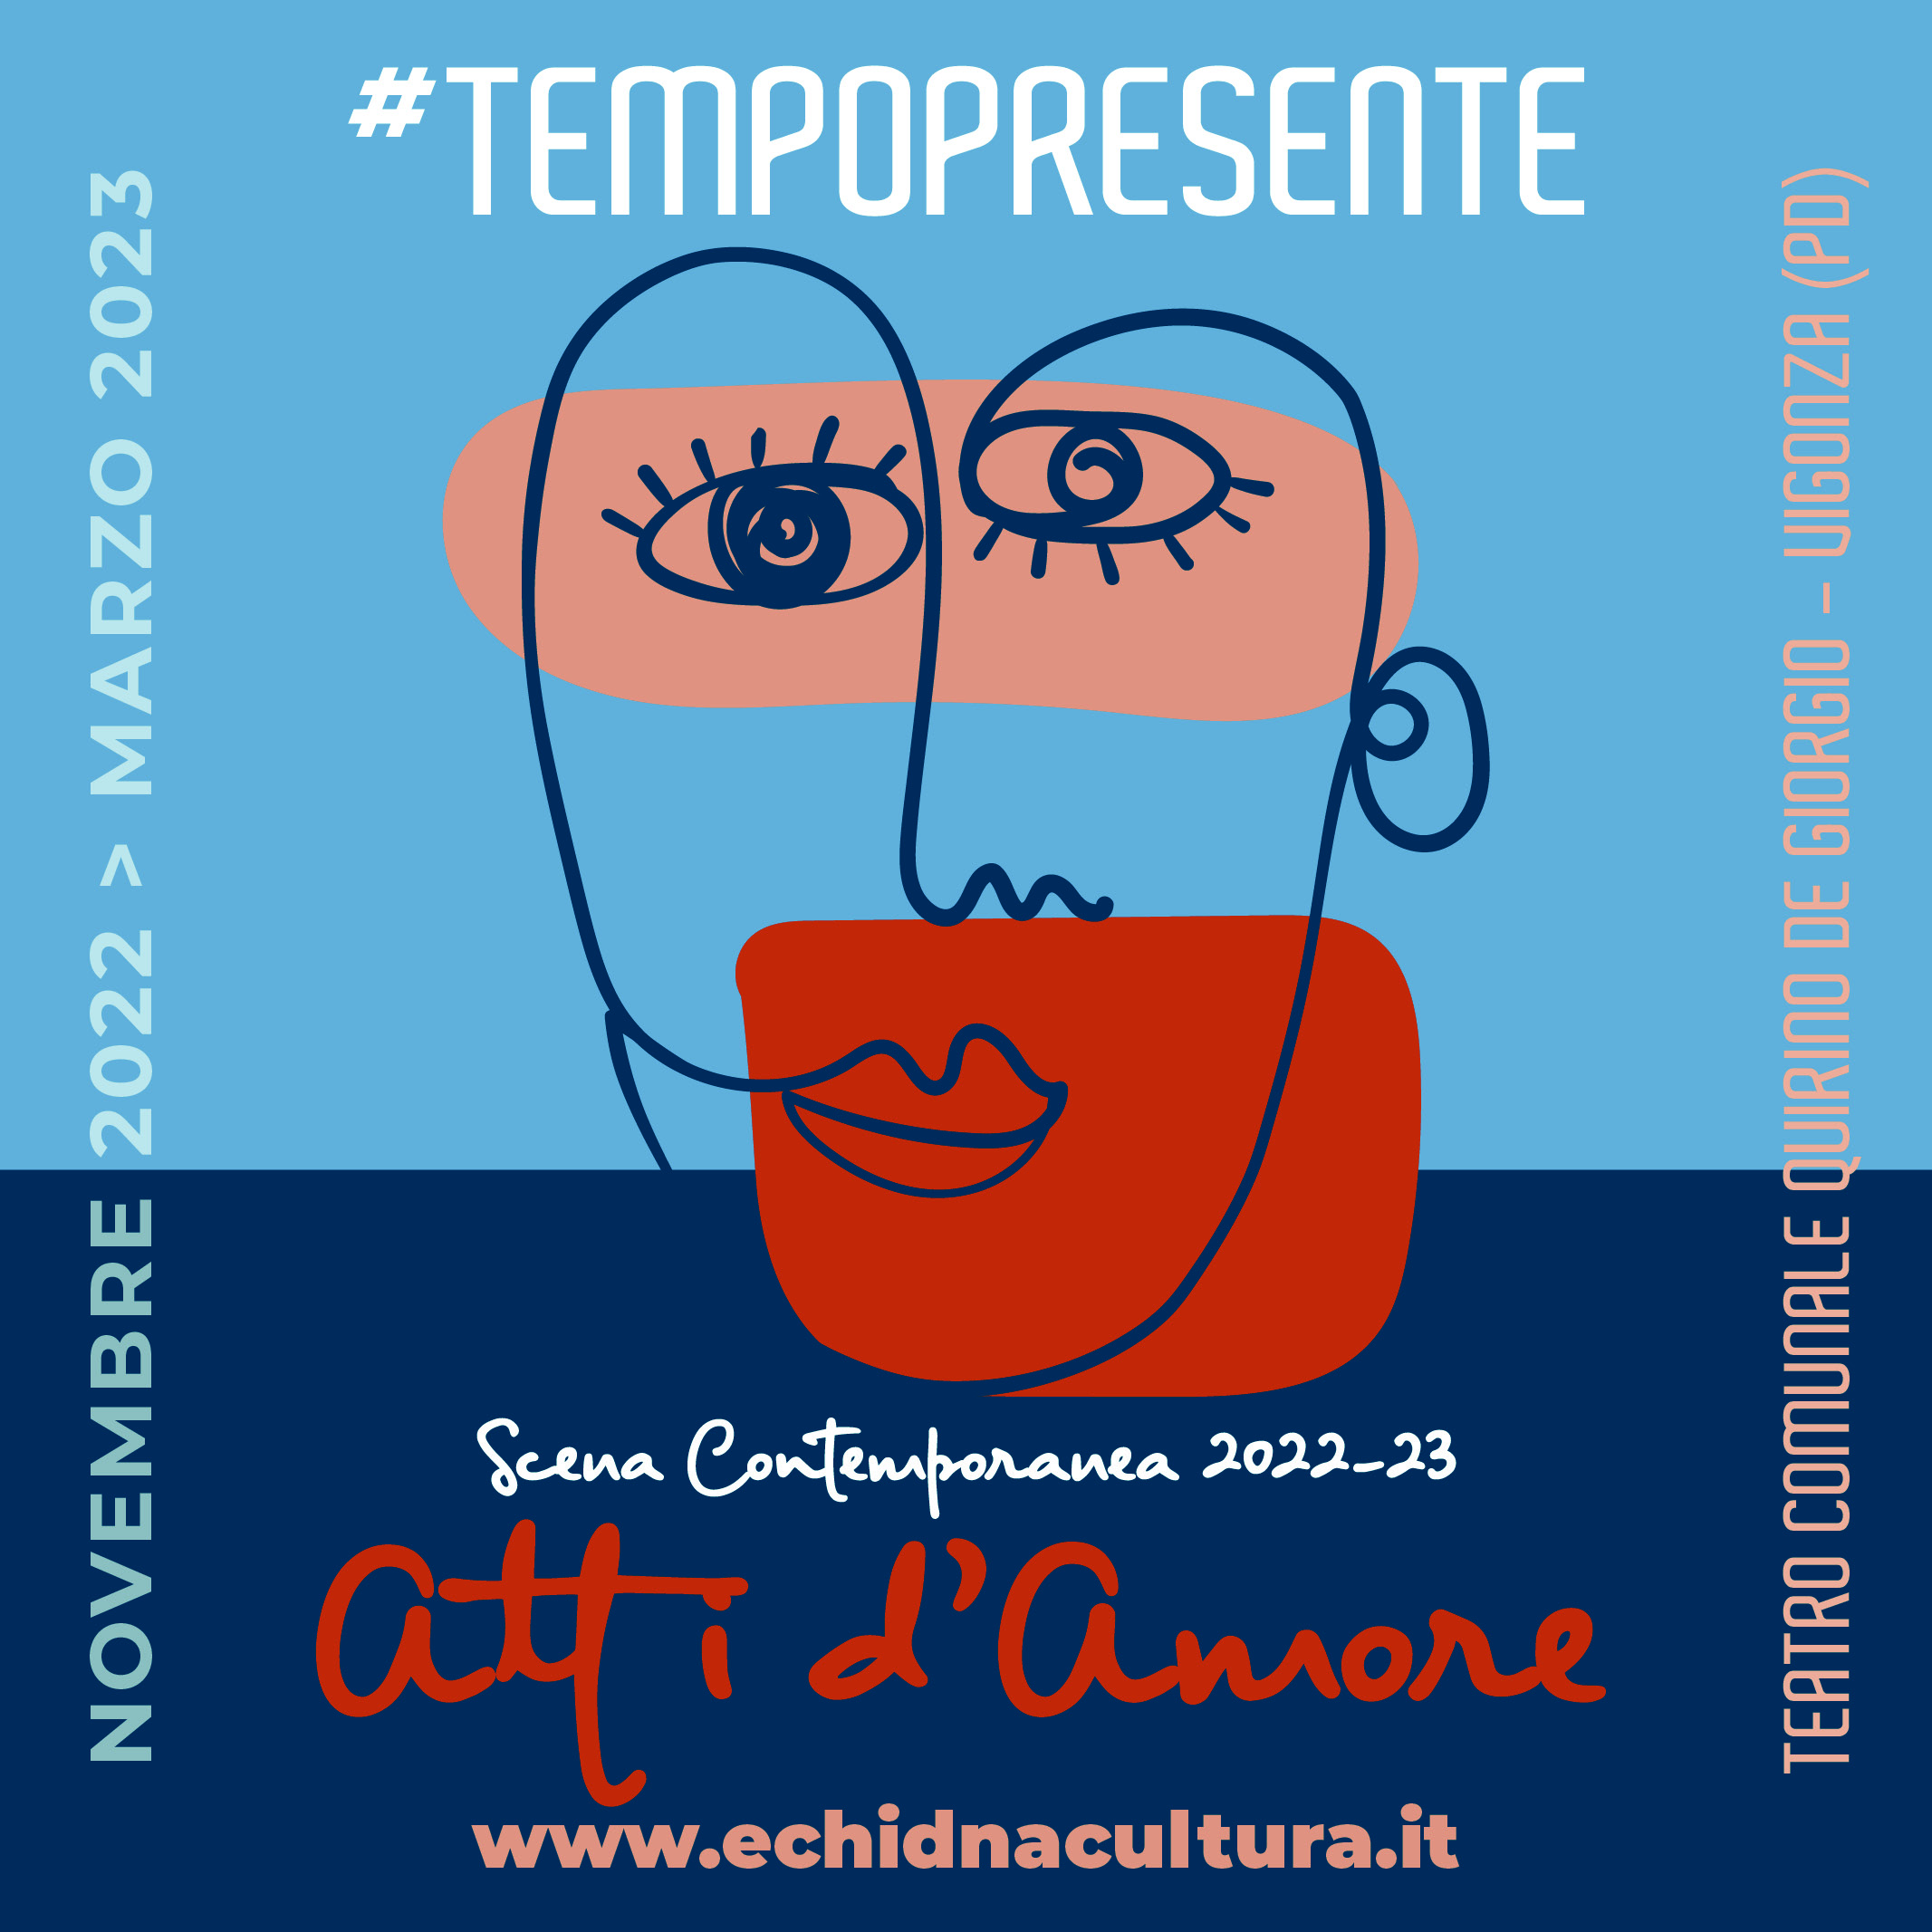 #TEMPOPRESENTE
NOVEMBRE 2022 > MARZO 2023
TEATRO COMUNALE QUIRINO DE GIORGIO – VIGONZA (PD)
Scena Contemporanea 2022-23
Atti d'Amore
www.echidnacultura.it